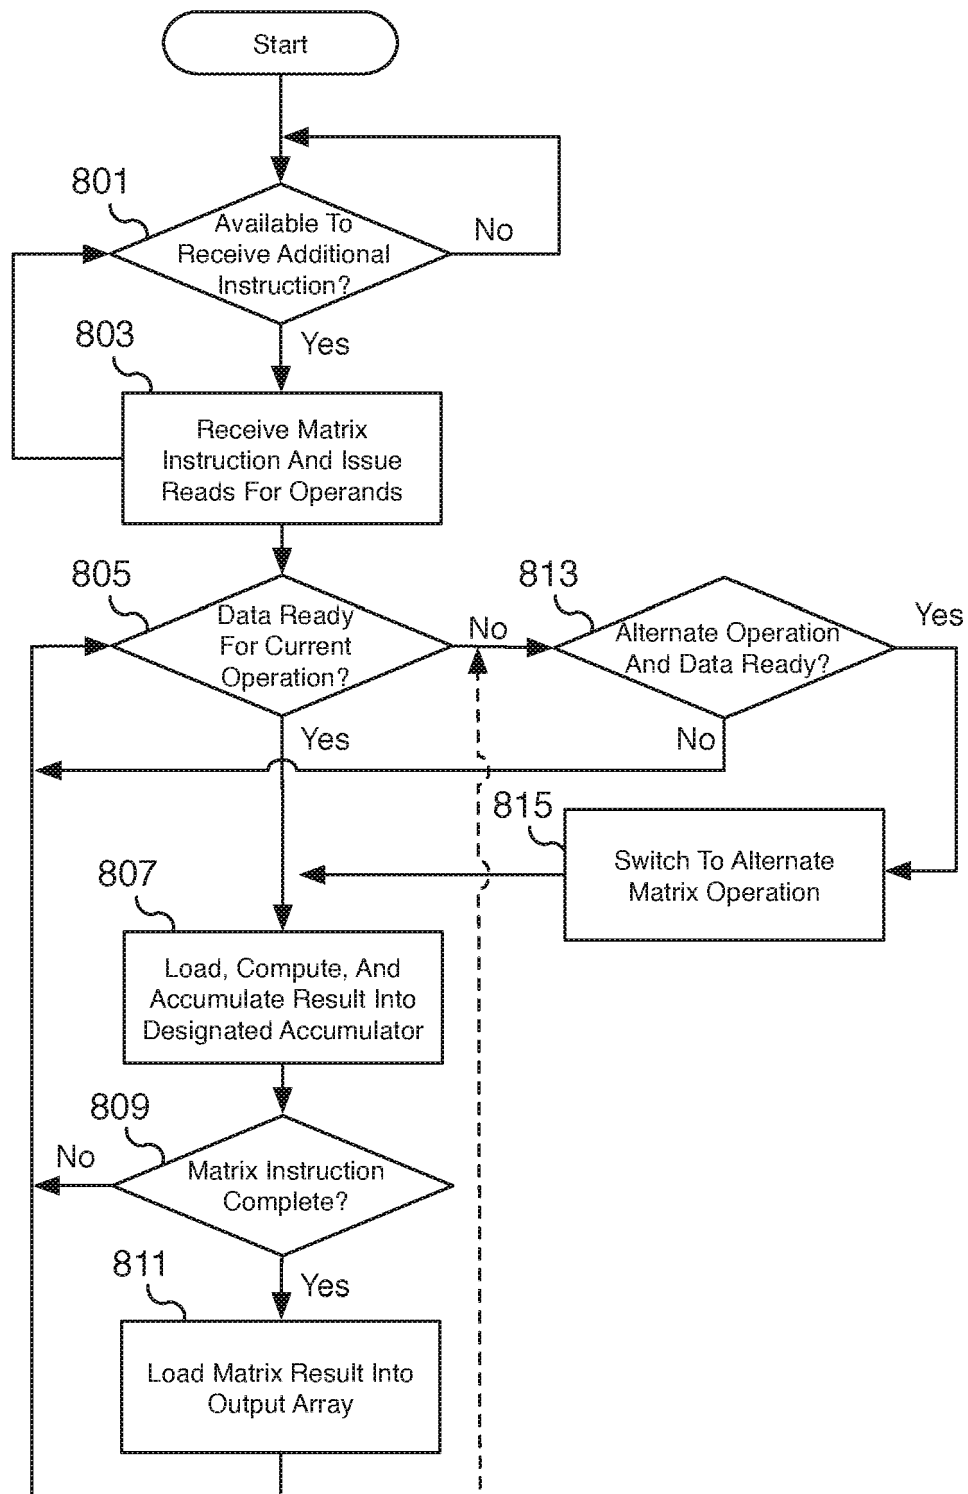 Start
801
Available To
Receive Additional
Instruction?
No
Yes
803
Receive Matrix
Instruction And Issue
Reads For Operands
805
Data Ready
For Current
Operation?
No
Yes
813
Alternate Operation
And Data Ready?
Yes
No
815
Switch To Alternate
Matrix Operation
807
Load, Compute, And
Accumulate Result Into
Designated Accumulator
809
No
Matrix Instruction
Complete?
Yes
811
Load Matrix Result Into
Output Array